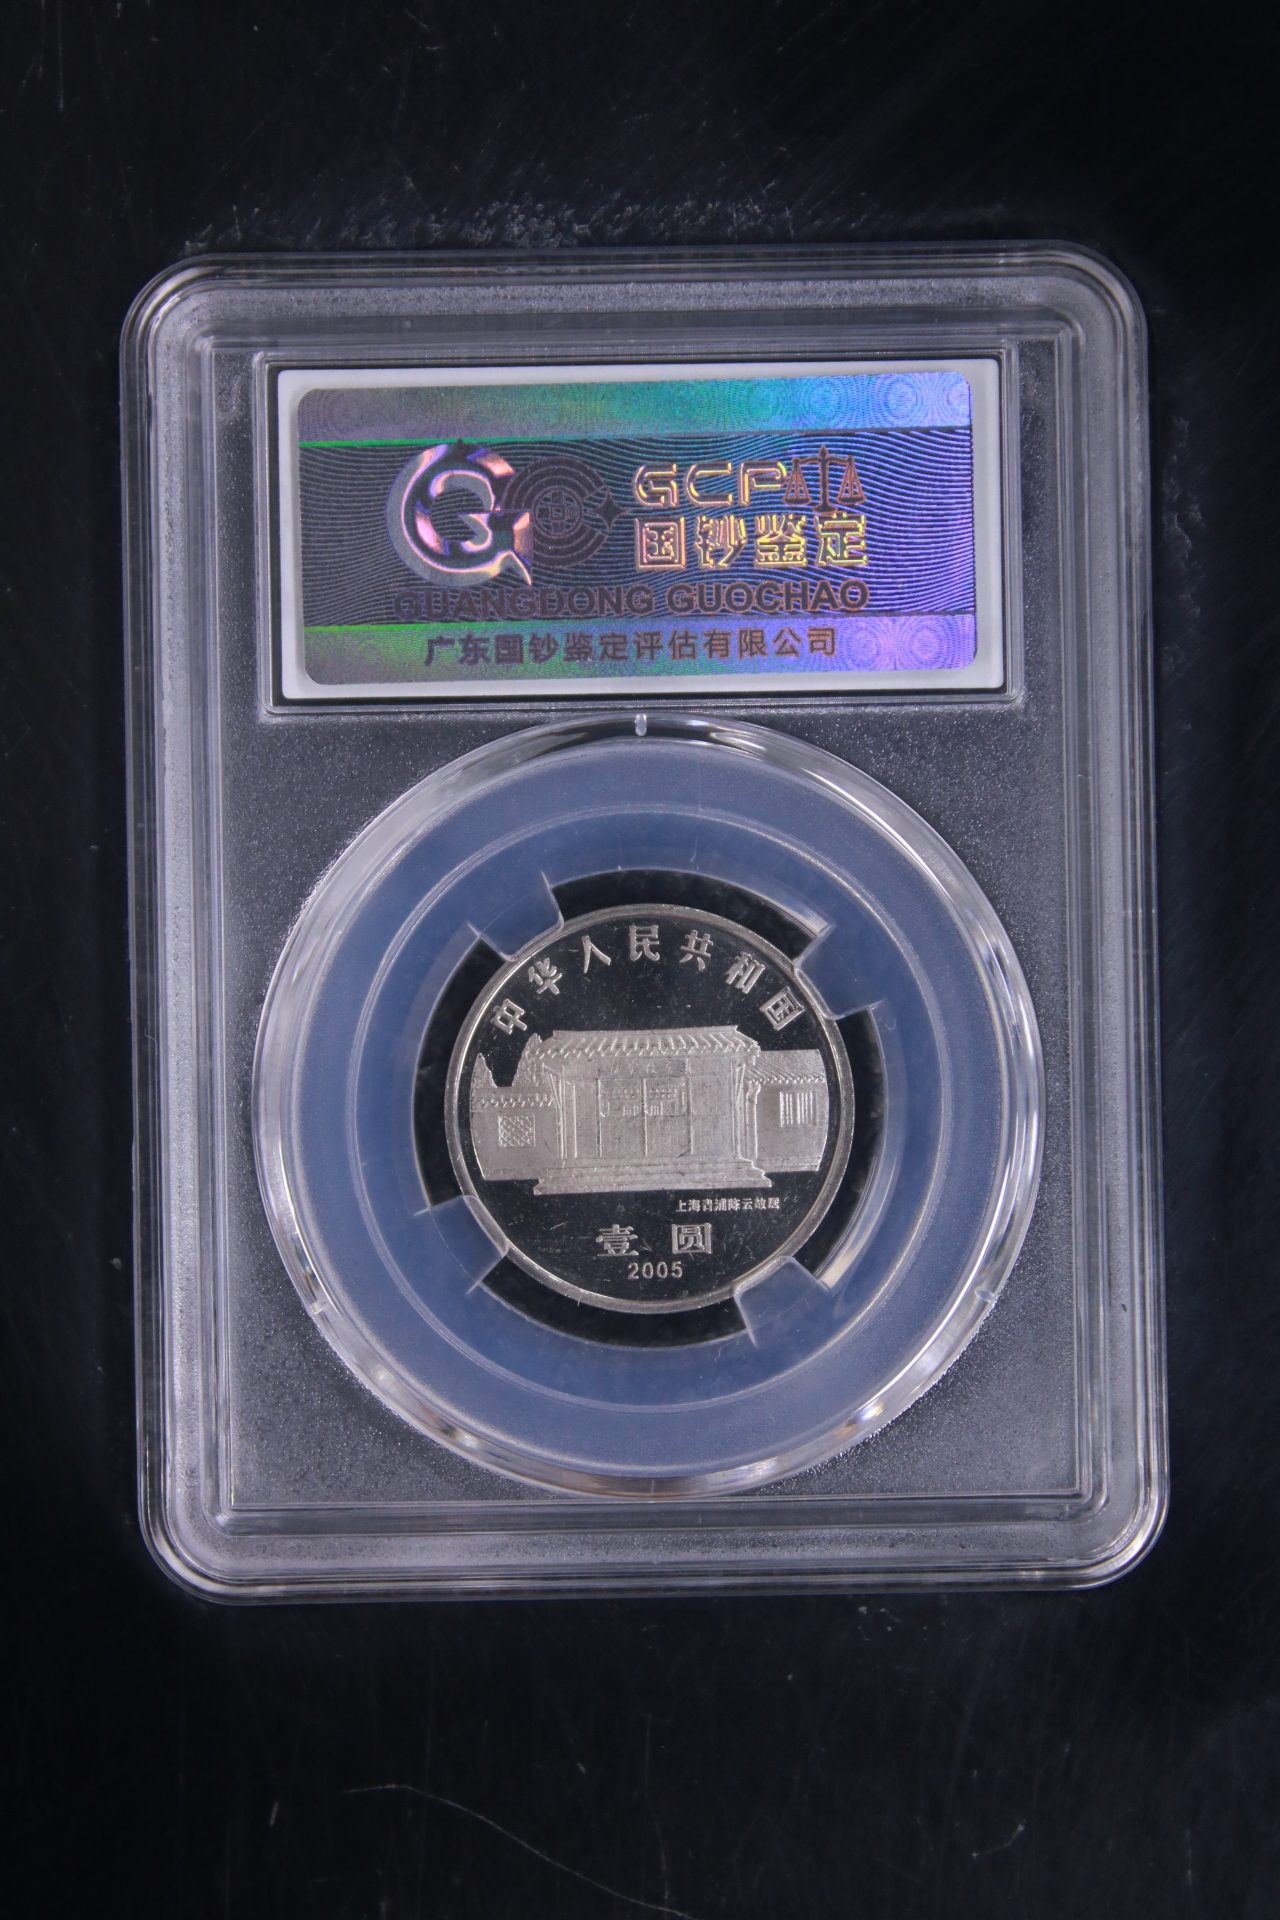 GCP
国钞鉴定
GUANGDONG GUOCHAO
广东国钞鉴定评估有限公司
中华人民共和国
上海青浦陈云故居
壹圆
2005